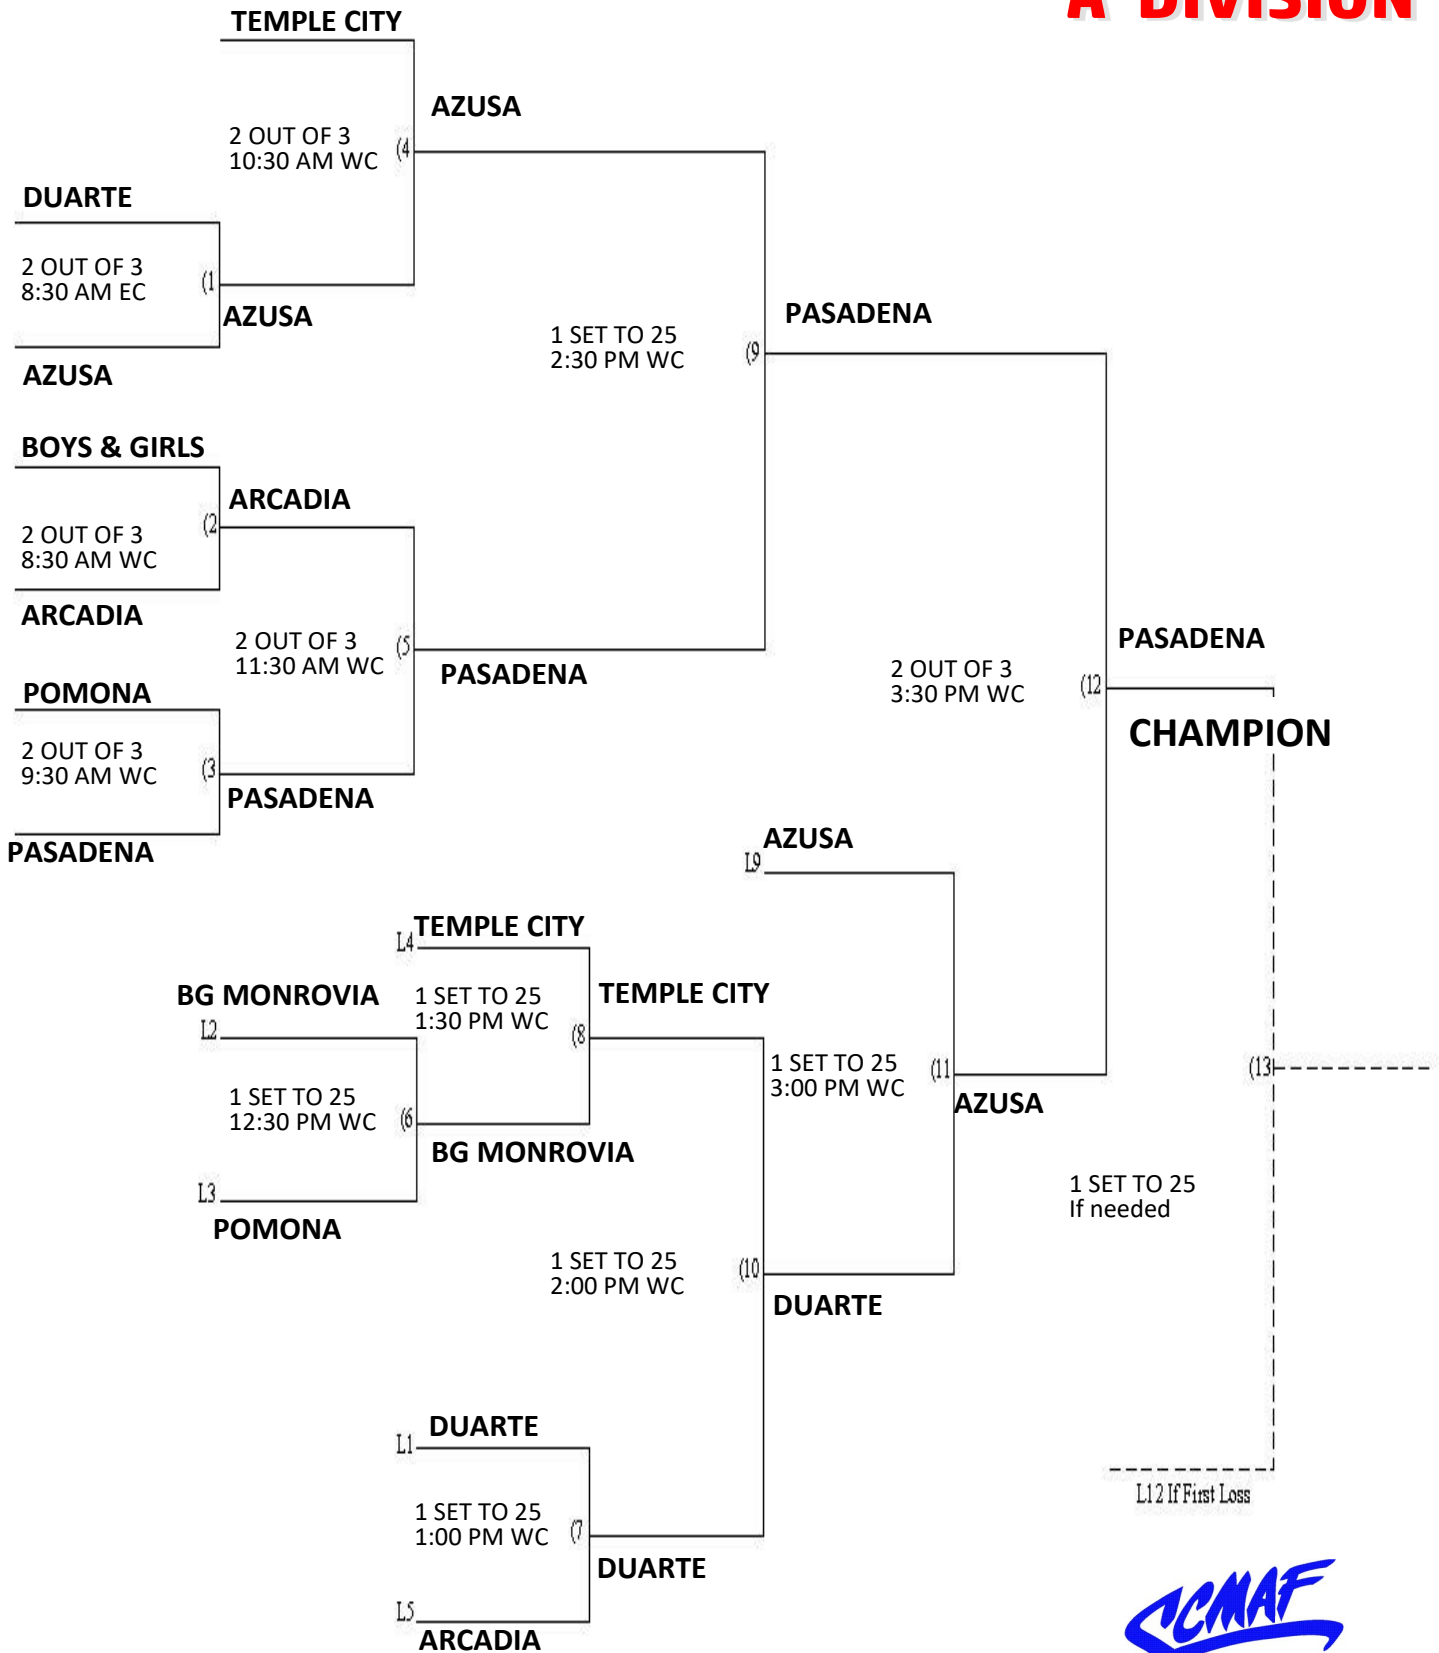 A DIVISION
TEMPLE CITY
AZUSA
2 OUT OF 3
10:30 AM WC
(4
DUARTE
2 OUT OF 3
8:30 AM EC
(1
AZUSA
AZUSA
PASADENA
1 SET TO 25
2:30 PM WC
(9
BOYS & GIRLS
ARCADIA
2 OUT OF 3
8:30 AM WC
(2
ARCADIA
2 OUT OF 3
11:30 AM WC
(5
PASADENA
POMONA
2 OUT OF 3
9:30 AM WC
(3
PASADENA
PASADENA
PASADENA
2 OUT OF 3
3:30 PM WC
(12
CHAMPION
AZUSA
L9
TEMPLE CITY
L4
BG MONROVIA
L2
1 SET TO 25
1:30 PM WC
(8
TEMPLE CITY
1 SET TO 25
12:30 PM WC
(6
BG MONROVIA
L3
POMONA
1 SET TO 25
3:00 PM WC
(11
AZUSA
(13
1 SET TO 25
If needed
1 SET TO 25
2:00 PM WC
(10
DUARTE
DUARTE
L1
1 SET TO 25
1:00 PM WC
(7
DUARTE
L5
ARCADIA
L12 If First Loss
SCMAF